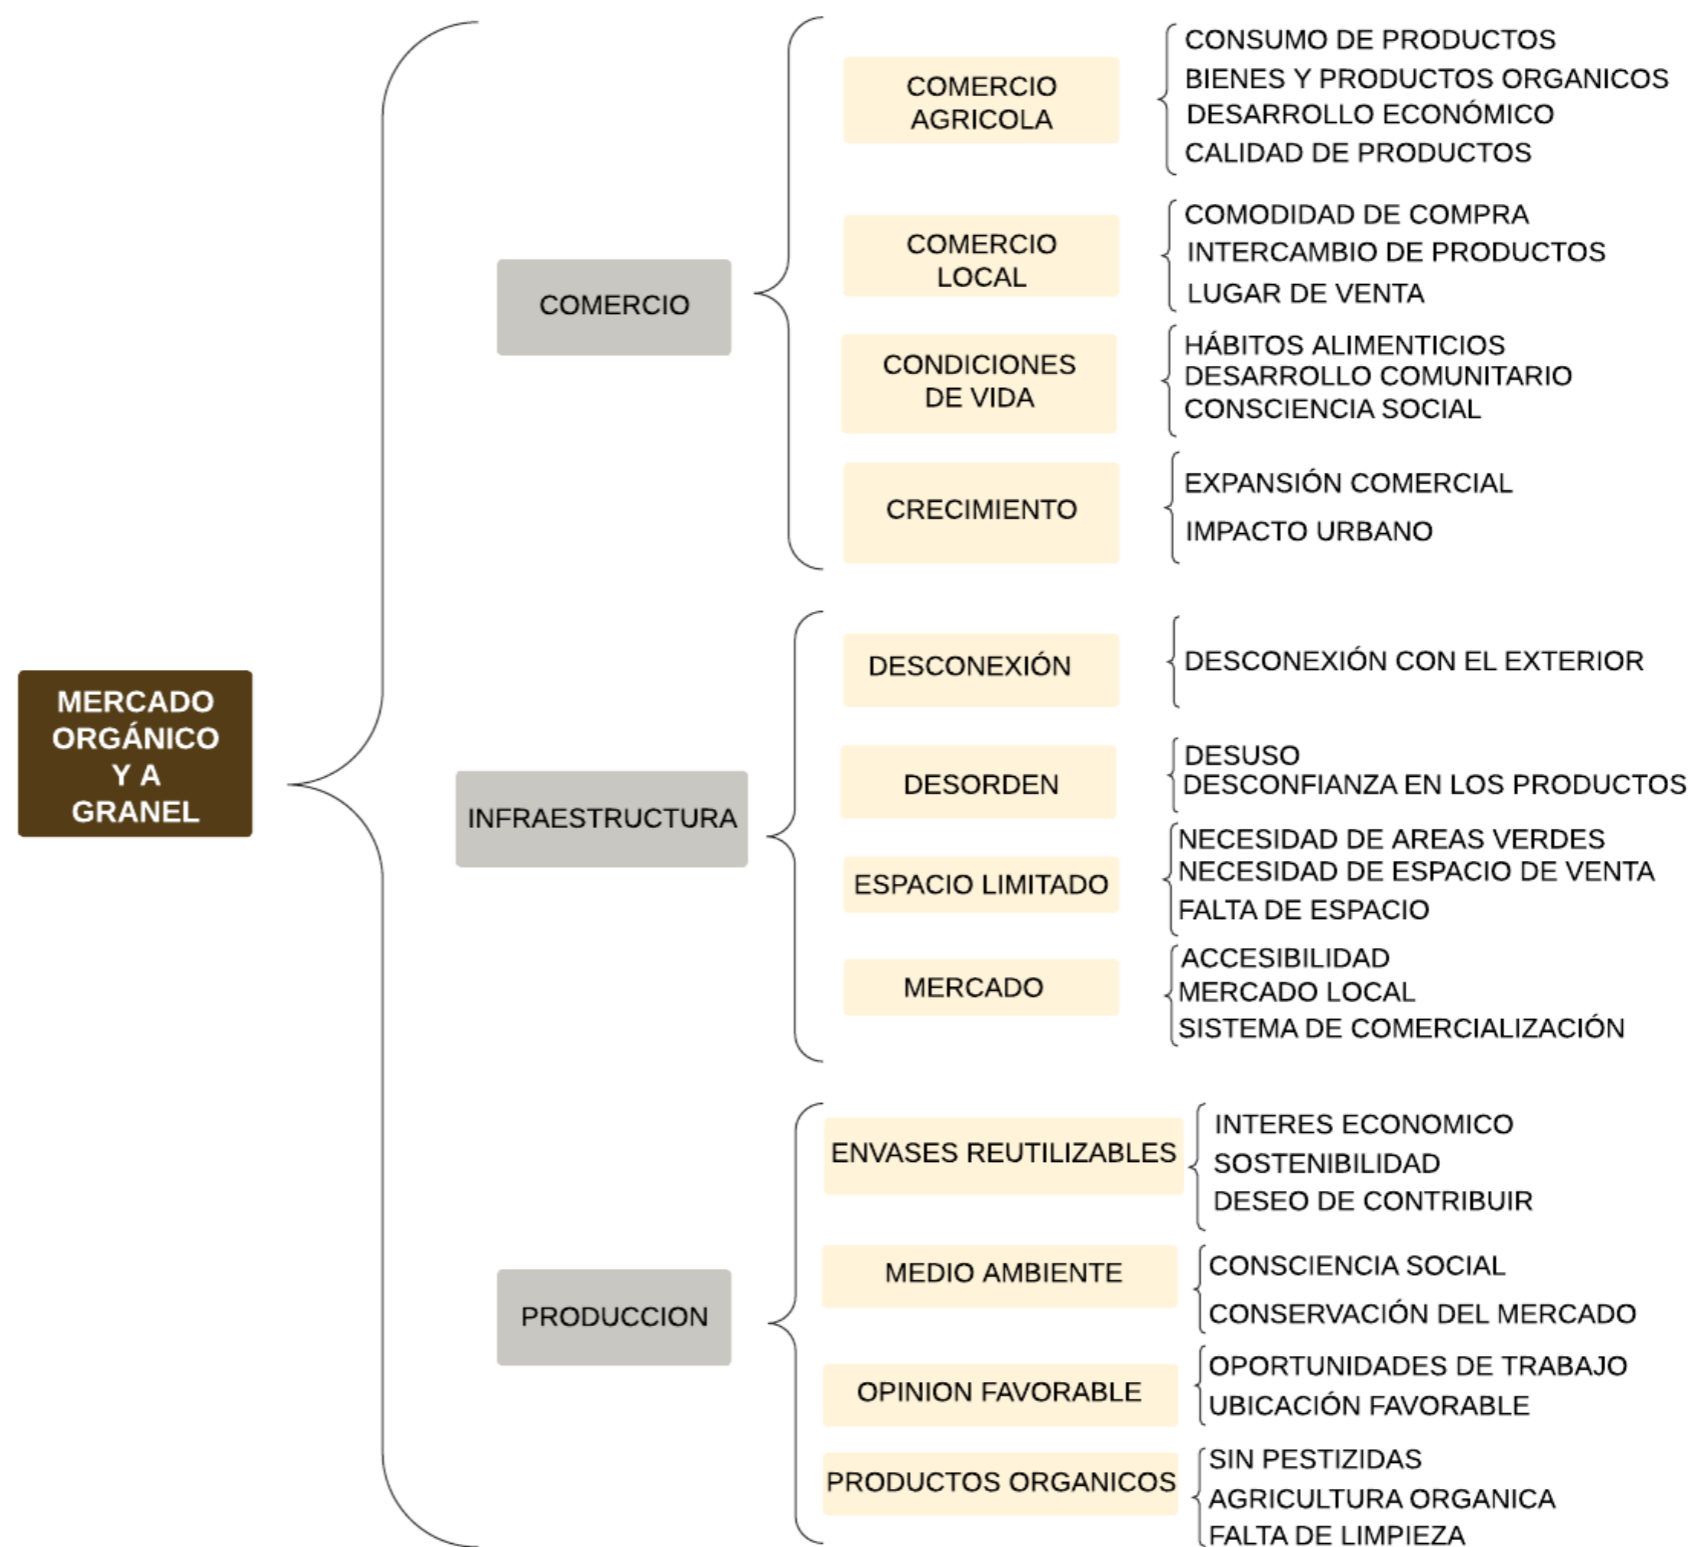 MERCADO
ORGÁNICO
Y A
GRANEL
COMERCIO
COMERCIO
AGRICOLA
CONSUMO DE PRODUCTOS
BIENES Y PRODUCTOS ORGANICOS
DESARROLLO ECONÓMICO
CALIDAD DE PRODUCTOS
COMERCIO
LOCAL
COMODIDAD DE COMPRA
INTERCAMBIO DE PRODUCTOS
LUGAR DE VENTA
CONDICIONES
DE VIDA
HÁBITOS ALIMENTICIOS
DESARROLLO COMUNITARIO
CONSCIENCIA SOCIAL
CRECIMIENTO
EXPANSIÓN COMERCIAL
IMPACTO URBANO
INFRAESTRUCTURA
DESCONEXIÓN
DESCONEXIÓN CON EL EXTERIOR
DESORDEN
DESUSO
DESCONFIANZA EN LOS PRODUCTOS
ESPACIO LIMITADO
NECESIDAD DE AREAS VERDES
NECESIDAD DE ESPACIO DE VENTA
FALTA DE ESPACIO
MERCADO
ACCESIBILIDAD
MERCADO LOCAL
SISTEMA DE COMERCIALIZACIÓN
PRODUCCION
ENVASES REUTILIZABLES
INTERES ECONOMICO
SOSTENIBILIDAD
DESEO DE CONTRIBUIR
MEDIO AMBIENTE
CONSCIENCIA SOCIAL
CONSERVACIÓN DEL MERCADO
OPINION FAVORABLE
OPORTUNIDADES DE TRABAJO
UBICACIÓN FAVORABLE
PRODUCTOS ORGANICOS
SIN PESTIZIDAS
AGRICULTURA ORGANICA
FALTA DE LIMPIEZA